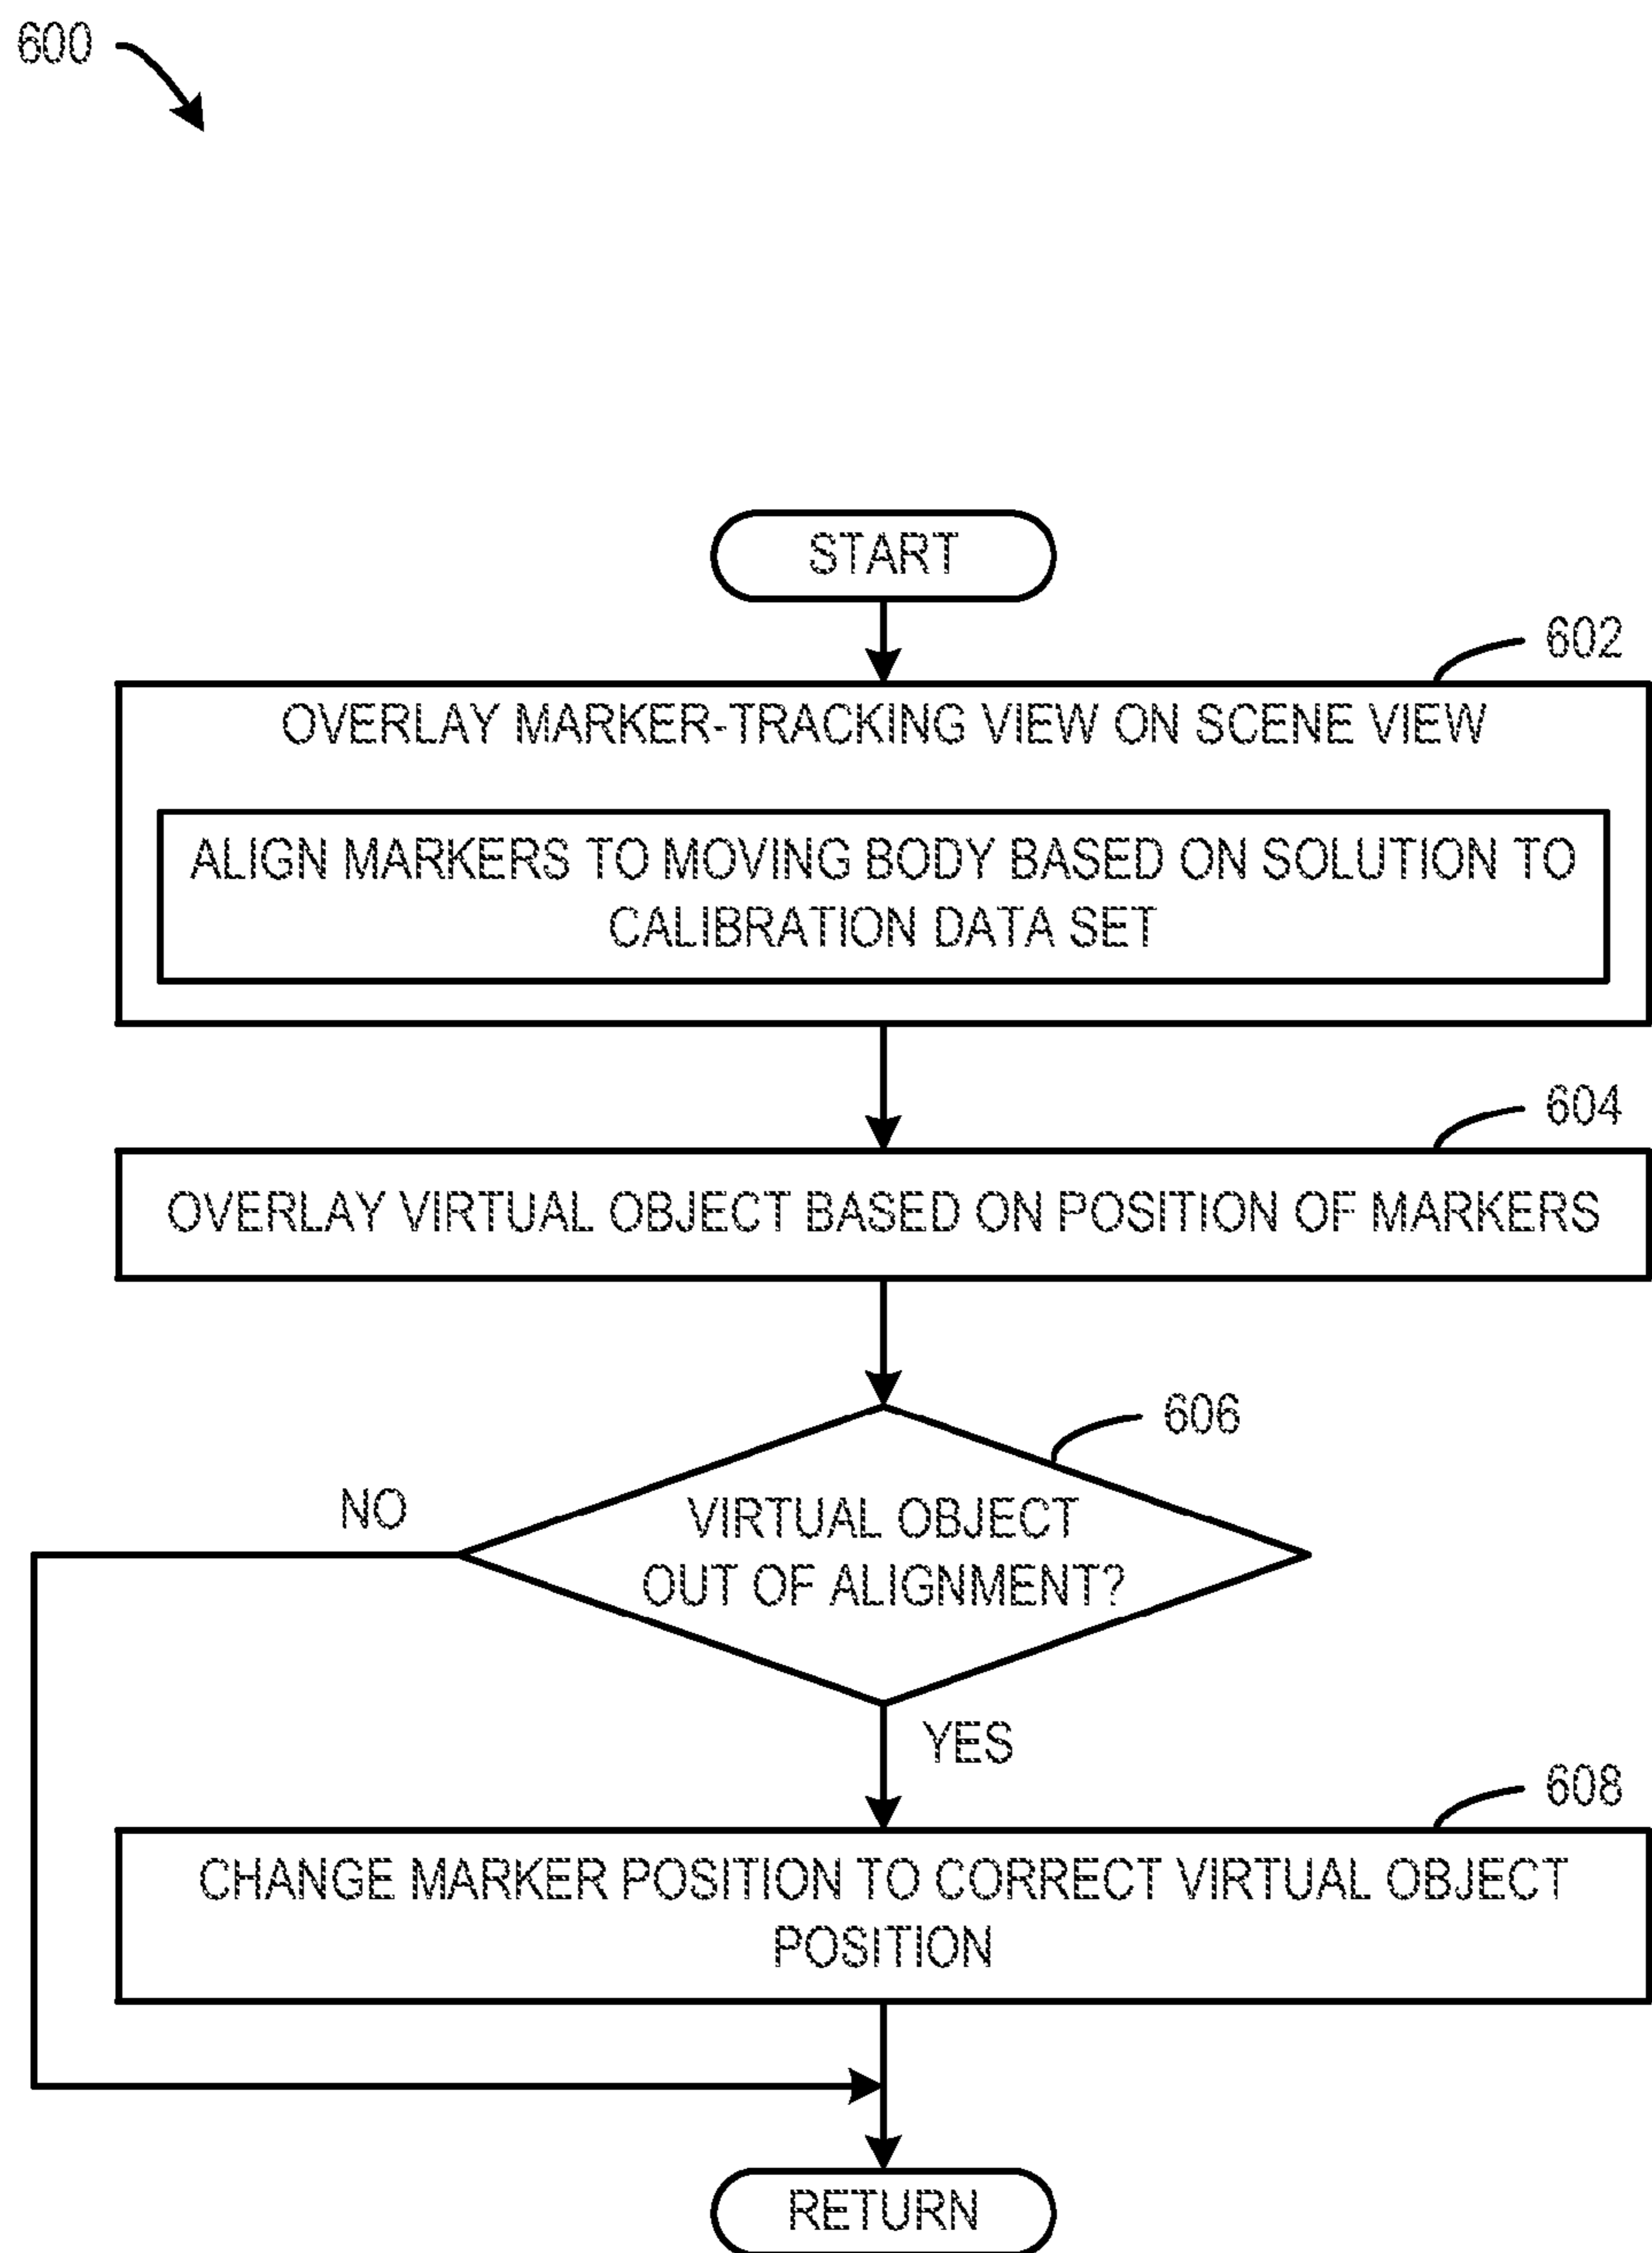 600
START
602
OVERLAY MARKER-TRACKING VIEW ON SCENE VIEW
ALIGN MARKERS TO MOVING BODY BASED ON SOLUTION TO
CALIBRATION DATA SET
604
OVERLAY VIRTUAL OBJECT BASED ON POSITION OF MARKERS
606
NO
VIRTUAL OBJECT
OUT OF ALIGNMENT?
YES
608
CHANGE MARKER POSITION TO CORRECT VIRTUAL OBJECT
POSITION
RETURN